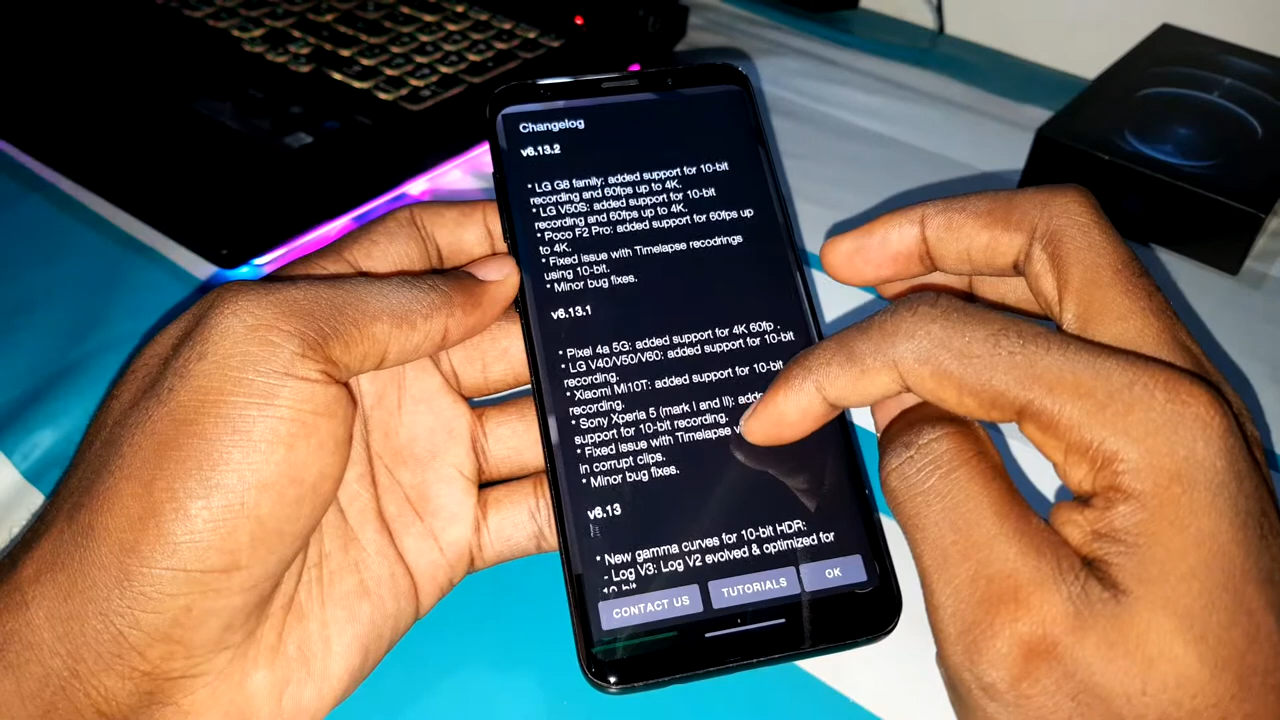 Changelog
v6.13.2
* LG G8 family: added support for 10-bit
recording and 60fps up to 4K.
* LG V50S: added support for 10-bit
recording and 60fps up to 4K.
* Poco F2 Pro: added support for 60fps up
to 4K.
* Fixed issue with Timelapse recodrings
using 10-bit.
* Minor bug fixes.
v6.13.1
* Pixel 4a 5G: added support for 4K 60fp .
* LG V40/V50/V60: added support for 10-bit
recording.
* Xiaomi Mi10T: added support for 10-bit
recording.
* Sony Xperia 5 (mark I and II):
support for 10-bit recording.
* Fixed issue with Timelapse
in corrupt clips.
* Minor bug fixes.
v6.13
* New gamma curves for 10-bit HDR:
- Log V3: Log V2 evolved & optimized for
CONTACT US
TUTORIALS
OK